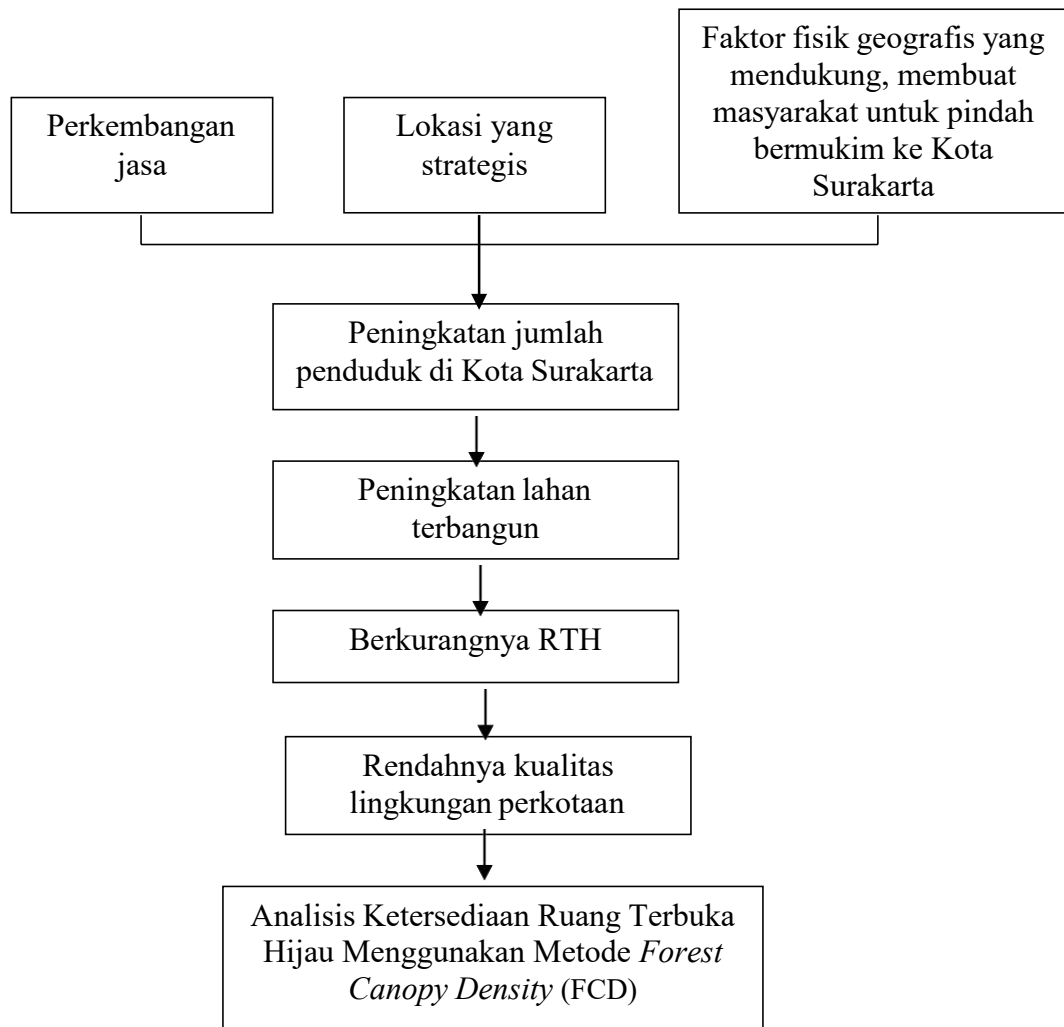 Perkembangan
jasa
Lokasi yang
strategis
Faktor fisik geografis yang
mendukung, membuat
masyarakat untuk pindah
bermukim ke Kota
Surakarta
Peningkatan jumlah
penduduk di Kota Surakarta
Peningkatan lahan
terbangun
Berkurangnya RTH
Rendahnya kualitas
lingkungan perkotaan
Analisis Ketersediaan Ruang Terbuka
Hijau Menggunakan Metode Forest
Canopy Density (FCD)